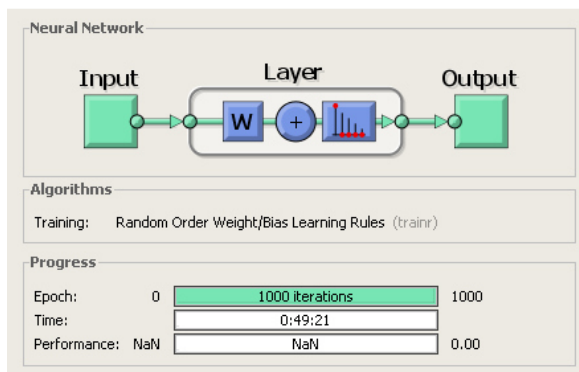 Neural Network
Input
Layer
Output
W
+
Algorithms
Training: Random Order Weight/Bias Learning Rules (trainr)
Progress
Epoch: 0 1000 iterations 1000
Time: 0:49:21
Performance: NaN NaN 0.00